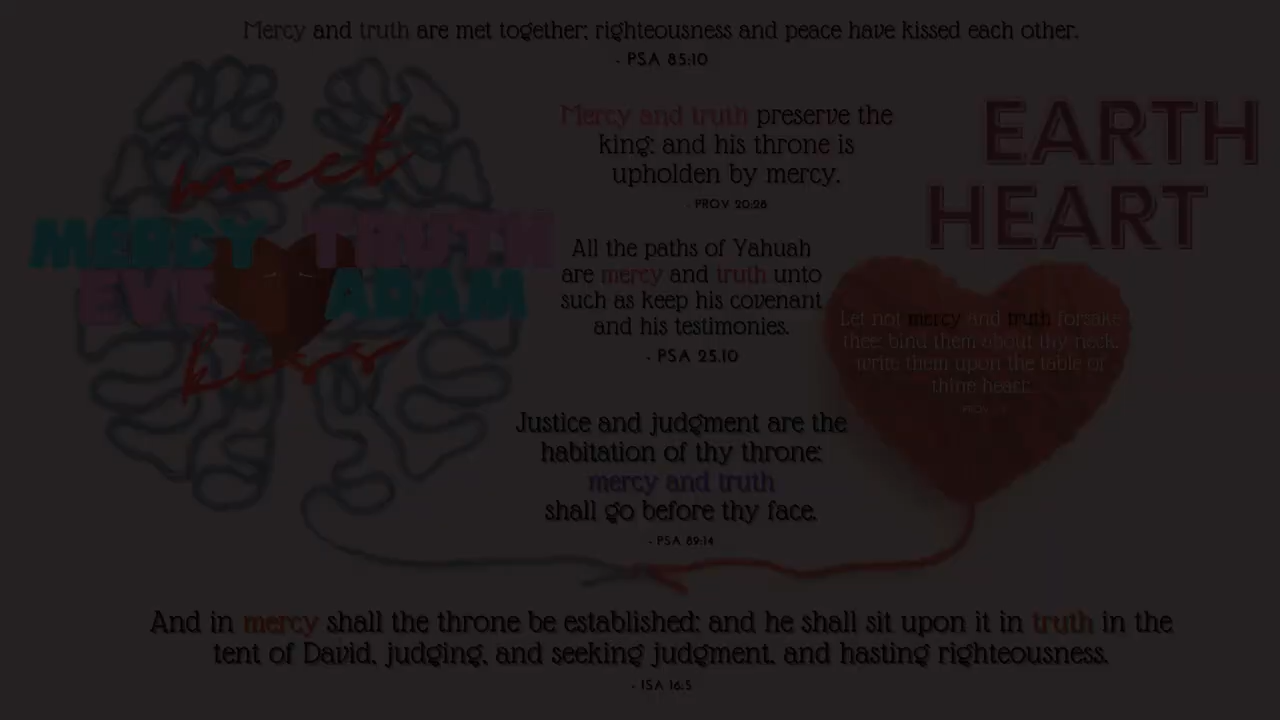 Mercy and truth are met together; righteousness and peace have kissed each other.
- PSA 85:10
meet
MERCY TRUTH
EVE ADAM
kiss
Mercy and truth preserve the
king: and his throne is
upholden by mercy.
- PROV 20:28
All the paths of Yahuah
are mercy and truth unto
such as keep his covenant
and his testimonies.
- PSA 25.10
Justice and judgment are the
habitation of thy throne:
mercy and truth
shall go before thy face.
- PSA 89:14
EARTH
HEART
Let not mercy and truth forsake
thee: bind them about thy neck;
write them upon the table of
thine heart:
And in mercy shall the throne be established: and he shall sit upon it in truth in the
tent of David, judging, and seeking judgment, and hasting righteousness.
- ISA 16:5